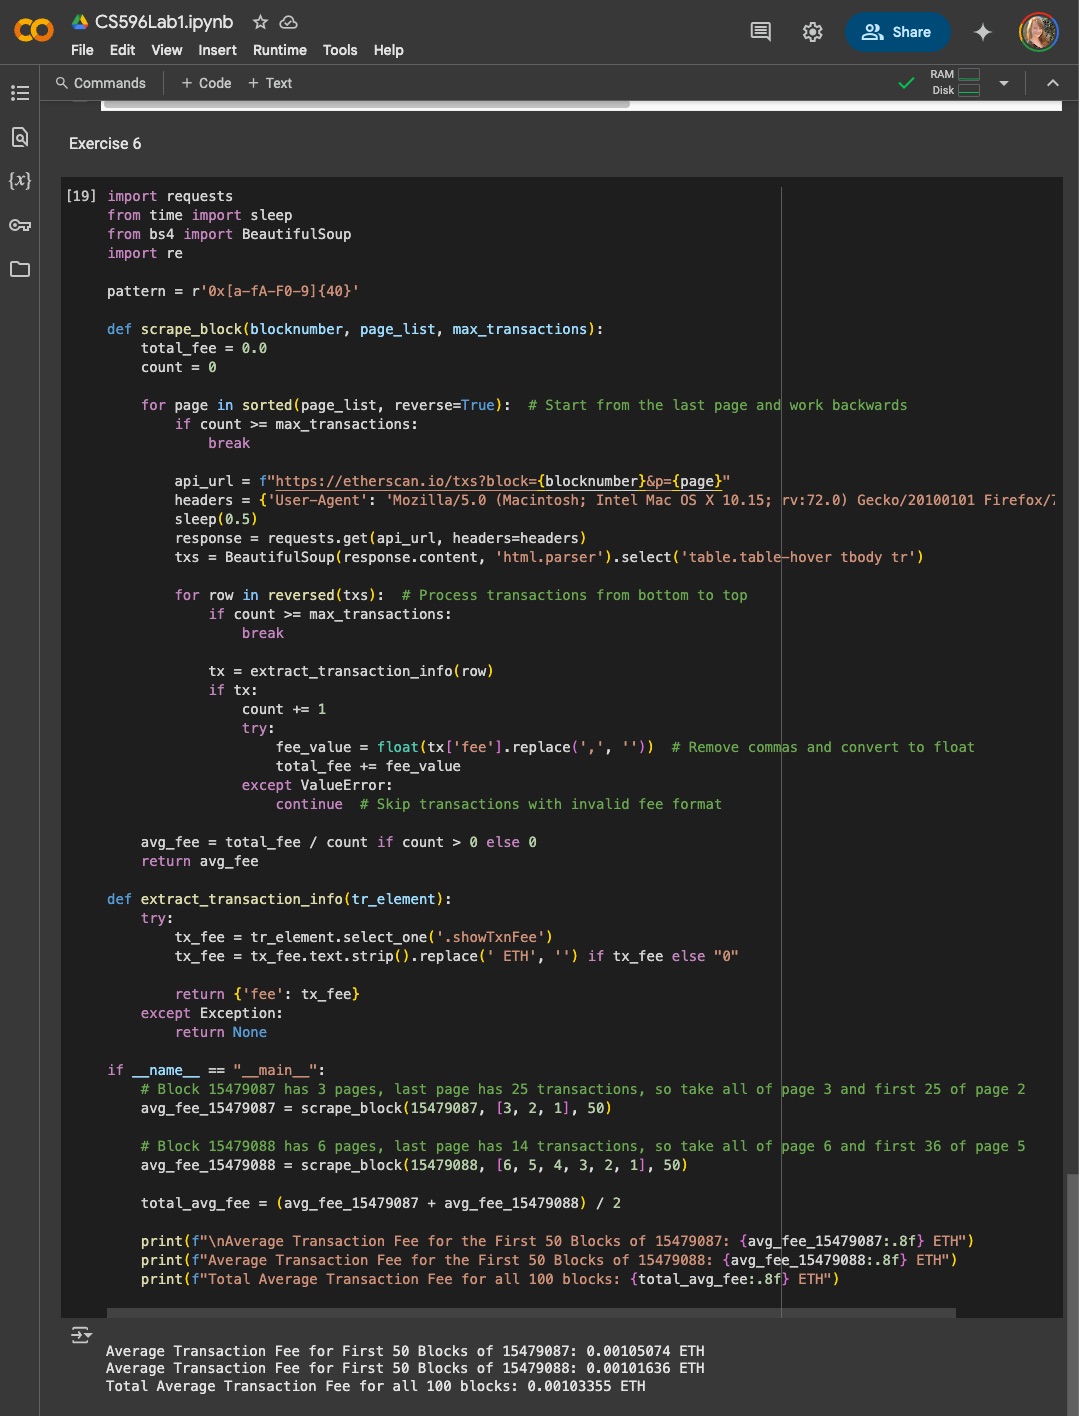 CS596Lab1.ipynb
File Edit View Insert Runtime Tools Help
Share
Commands + Code + Text
RAM
Disk
Exercise 6
[19] import requests
from time import sleep
from bs4 import BeautifulSoup
import re
pattern = r'0x[a-fA-F0-9]{40}'
def scrape_block(blocknumber, page_list, max_transactions):
total_fee = 0.0
count = 0
for page in sorted(page_list, reverse=True):  # Start from the last page and work backwards
if count >= max_transactions:
break
api_url = f"https://etherscan.io/txs?block={blocknumber}&p={page}"
headers = {'User-Agent': 'Mozilla/5.0 (Macintosh; Intel Mac OS X 10.15; rv:72.0) Gecko/20100101 Firefox/7
sleep(0.5)
response = requests.get(api_url, headers=headers)
txs = BeautifulSoup(response.content, 'html.parser').select('table.table-hover tbody tr')
for row in reversed(txs):  # Process transactions from bottom to top
if count >= max_transactions:
break
tx = extract_transaction_info(row)
if tx:
count += 1
try:
fee_value = float(tx['fee'].replace(',', ''))  # Remove commas and convert to float
total_fee += fee_value
except ValueError:
continue  # Skip transactions with invalid fee format
avg_fee = total_fee / count if count > 0 else 0
return avg_fee
def extract_transaction_info(tr_element):
try:
tx_fee = tr_element.select_one('.showTxnFee')
tx_fee = tx_fee.text.strip().replace(' ETH', '') if tx_fee else "0"
return {'fee': tx_fee}
except Exception:
return None
if __name__ == "__main__":
# Block 15479087 has 3 pages, last page has 25 transactions, so take all of page 3 and first 25 of page 2
avg_fee_15479087 = scrape_block(15479087, [3, 2, 1], 50)
# Block 15479088 has 6 pages, last page has 14 transactions, so take all of page 6 and first 36 of page 5
avg_fee_15479088 = scrape_block(15479088, [6, 5, 4, 3, 2, 1], 50)
total_avg_fee = (avg_fee_15479087 + avg_fee_15479088) / 2
print(f"\nAverage Transaction Fee for the First 50 Blocks of 15479087: {avg_fee_15479087:.8f} ETH")
print(f"Average Transaction Fee for the First 50 Blocks of 15479088: {avg_fee_15479088:.8f} ETH")
print(f"Total Average Transaction Fee for all 100 blocks: {total_avg_fee:.8f} ETH")
Average Transaction Fee for First 50 Blocks of 15479087: 0.00105074 ETH
Average Transaction Fee for First 50 Blocks of 15479088: 0.00101636 ETH
Total Average Transaction Fee for all 100 blocks: 0.00103355 ETH